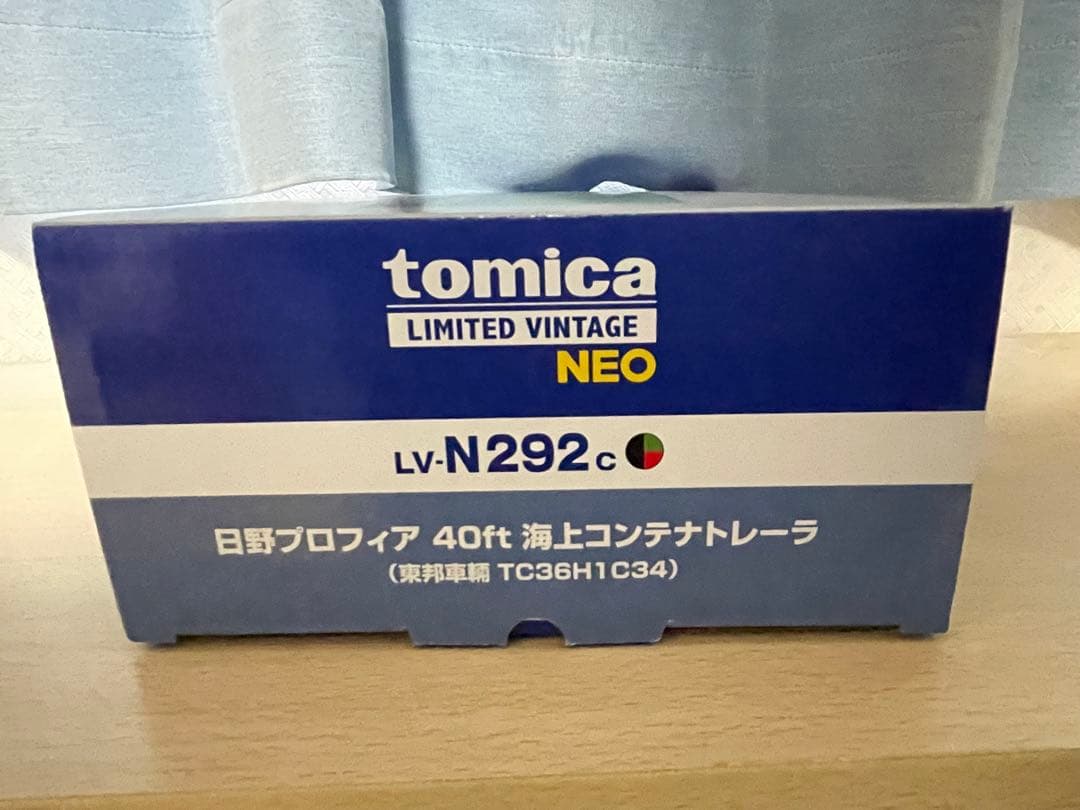 tomica
LIMITED VINTAGE
NEO
LV-N292c
日野プロフィア 40ft 海上コンテナトレーラ
(東邦車輛 TC36H1C34)